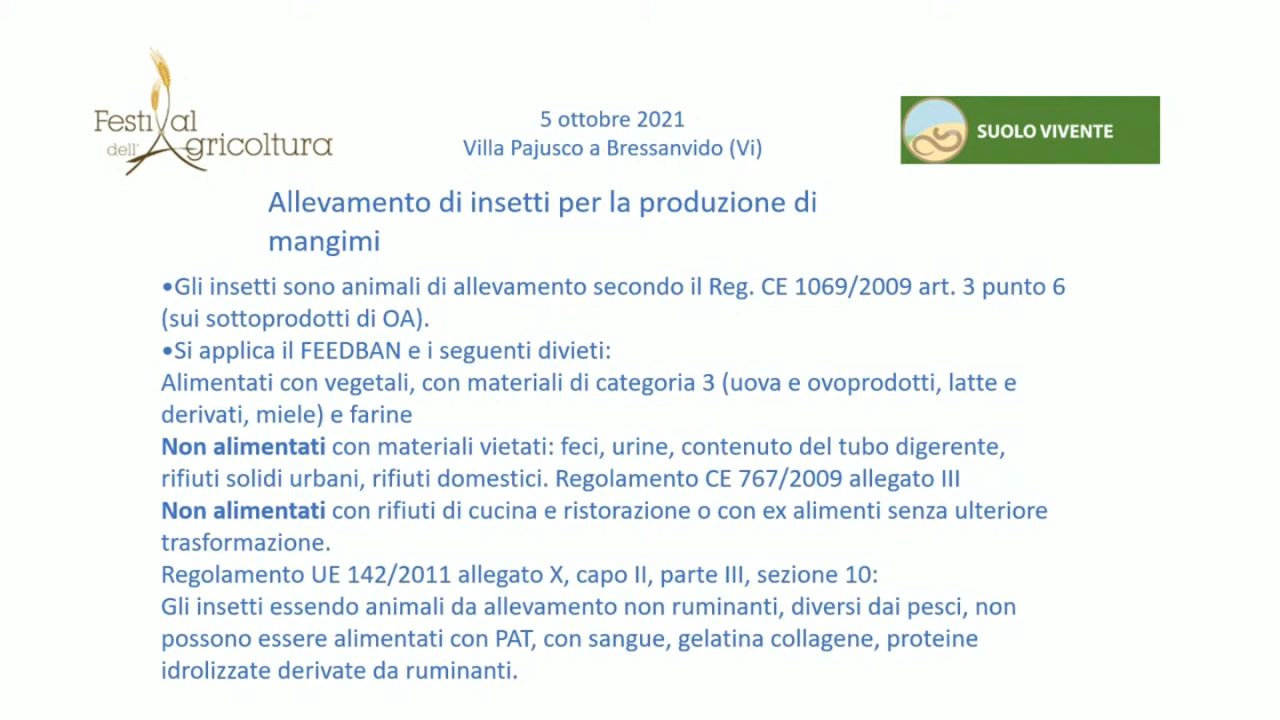 Festival
dell'Agricoltura
5 ottobre 2021
Villa Pajusco a Bressanvido (Vi)
SUOLO VIVENTE
Allevamento di insetti per la produzione di
mangimi
•Gli insetti sono animali di allevamento secondo il Reg. CE 1069/2009 art. 3 punto 6
(sui sottoprodotti di OA).
•Si applica il FEEDBAN e i seguenti divieti:
Alimentati con vegetali, con materiali di categoria 3 (uova e ovoprodotti, latte e
derivati, miele) e farine
Non alimentati con materiali vietati: feci, urine, contenuto del tubo digerente,
rifiuti solidi urbani, rifiuti domestici. Regolamento CE 767/2009 allegato III
Non alimentati con rifiuti di cucina e ristorazione o con ex alimenti senza ulteriore
trasformazione.
Regolamento UE 142/2011 allegato X, capo II, parte III, sezione 10:
Gli insetti essendo animali da allevamento non ruminanti, diversi dai pesci, non
possono essere alimentati con PAT, con sangue, gelatina collagene, proteine
idrolizzate derivate da ruminanti.